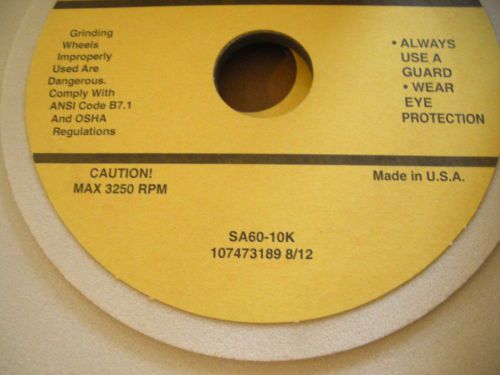 Grinding
Wheels
Improperly
Used Are
Dangerous.
Comply With
ANSI Code B7.1
And OSHA
Regulations
• ALWAYS
USE A
GUARD
• WEAR
EYE
PROTECTION
CAUTION!
MAX 3250 RPM
Made in U.S.A.
SA60-10K
107473189 8/12